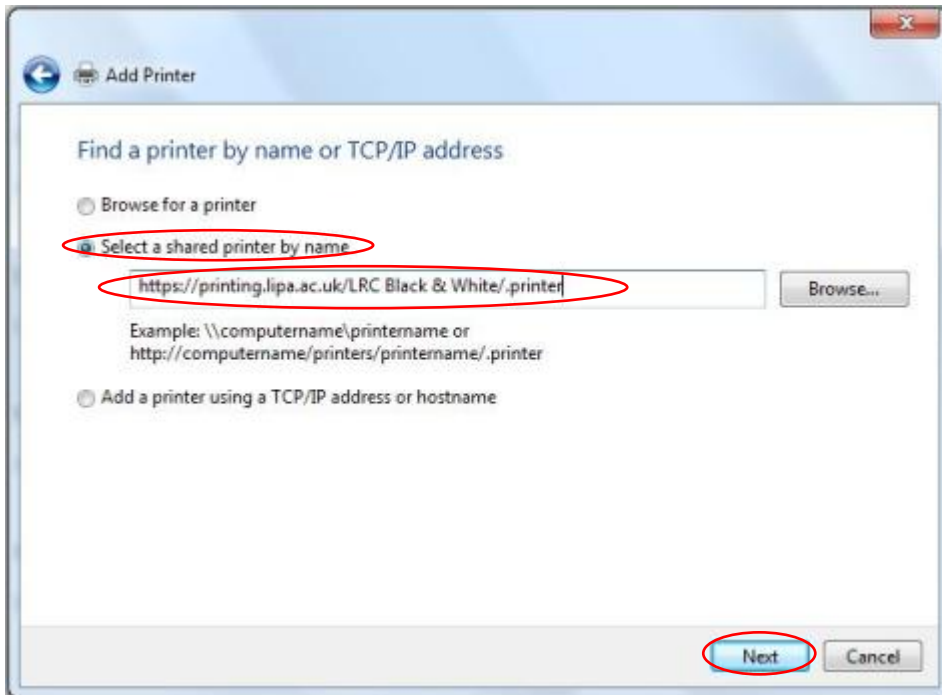 Add Printer
Find a printer by name or TCP/IP address
Browse for a printer
Select a shared printer by name
https://printing.lipa.ac.uk/LRC Black & White/.printer
Browse...
Example: \\computername\printername or
http://computername/printers/printername/.printer
Add a printer using a TCP/IP address or hostname
Next
Cancel